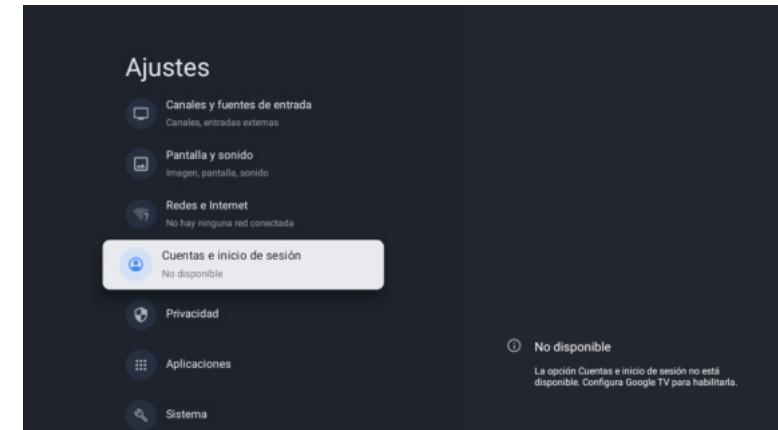 Ajustes
Canales y fuentes de entrada
Canales, entradas externas
Pantalla y sonido
Imagen, pantalla, sonido
Redes e Internet
No hay ninguna red conectada
Cuentas e inicio de sesión
No disponible
Privacidad
Aplicaciones
Sistema
No disponible
La opción Cuentas e inicio de sesión no está
disponible. Configura Google TV para habilitarla.